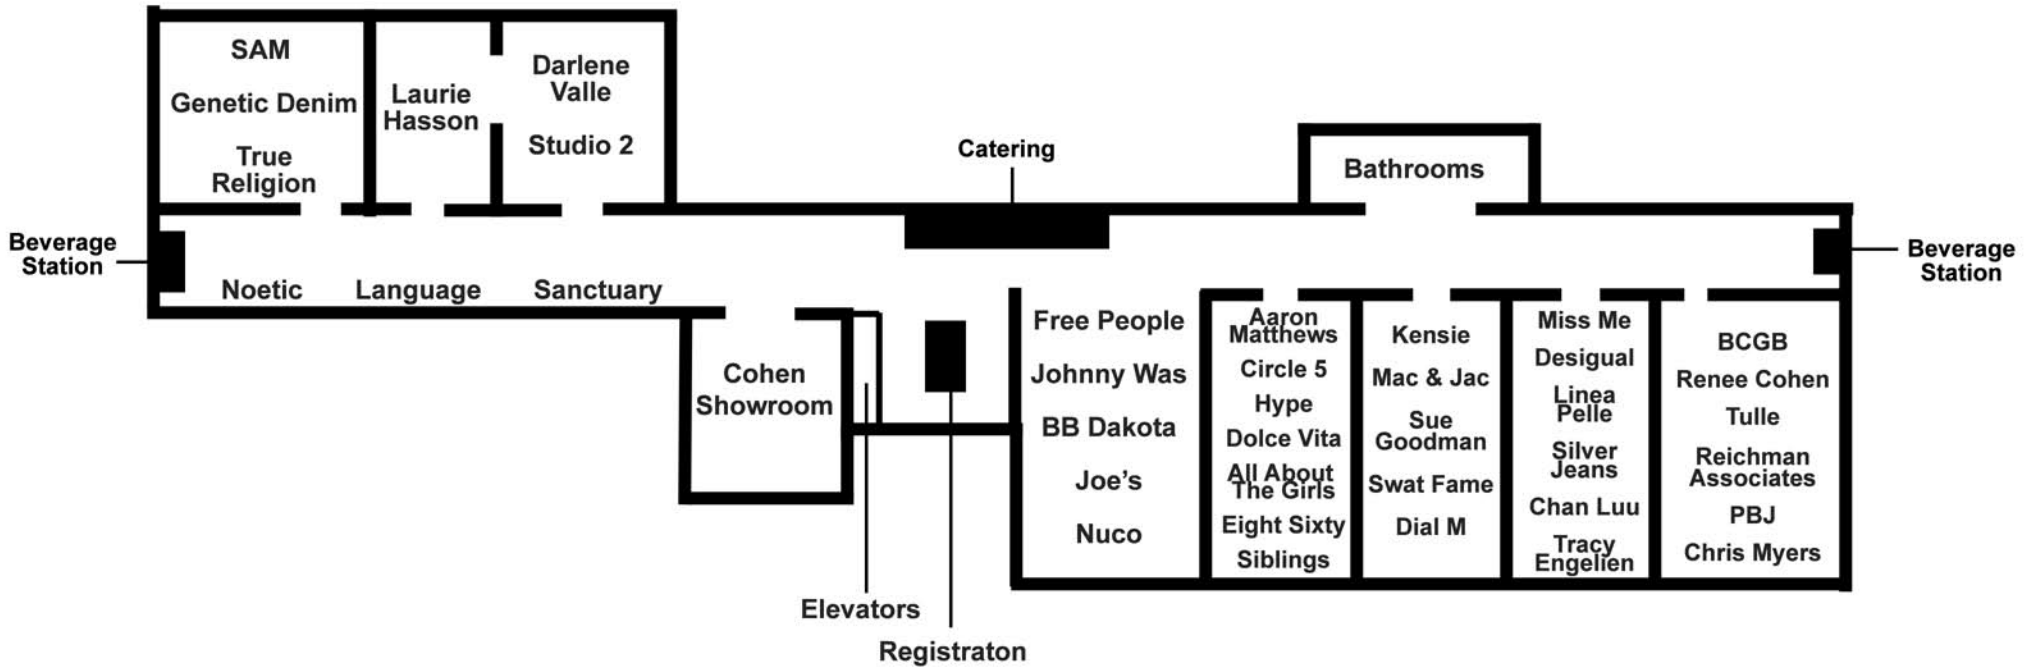 SAM
Genetic Denim
True
Religion
Laurie
Hasson
Darlene
Valle
Studio 2
Catering
Bathrooms
Beverage
Station
Noetic
Language
Sanctuary
Beverage
Station
Cohen
Showroom
Free People
Johnny Was
BB Dakota
Joe's
Nuco
Aaron
Matthews
Circle 5
Hype
Dolce Vita
All About
The Girls
Eight Sixty
Siblings
Kensie
Mac & Jac
Sue
Goodman
Swat Fame
Dial M
Miss Me
Desigual
Linea
Pelle
Silver
Jeans
Chan Luu
Tracy
Engelien
BCGB
Renee Cohen
Tulle
Reichman
Associates
PBJ
Chris Myers
Elevators
Registraton